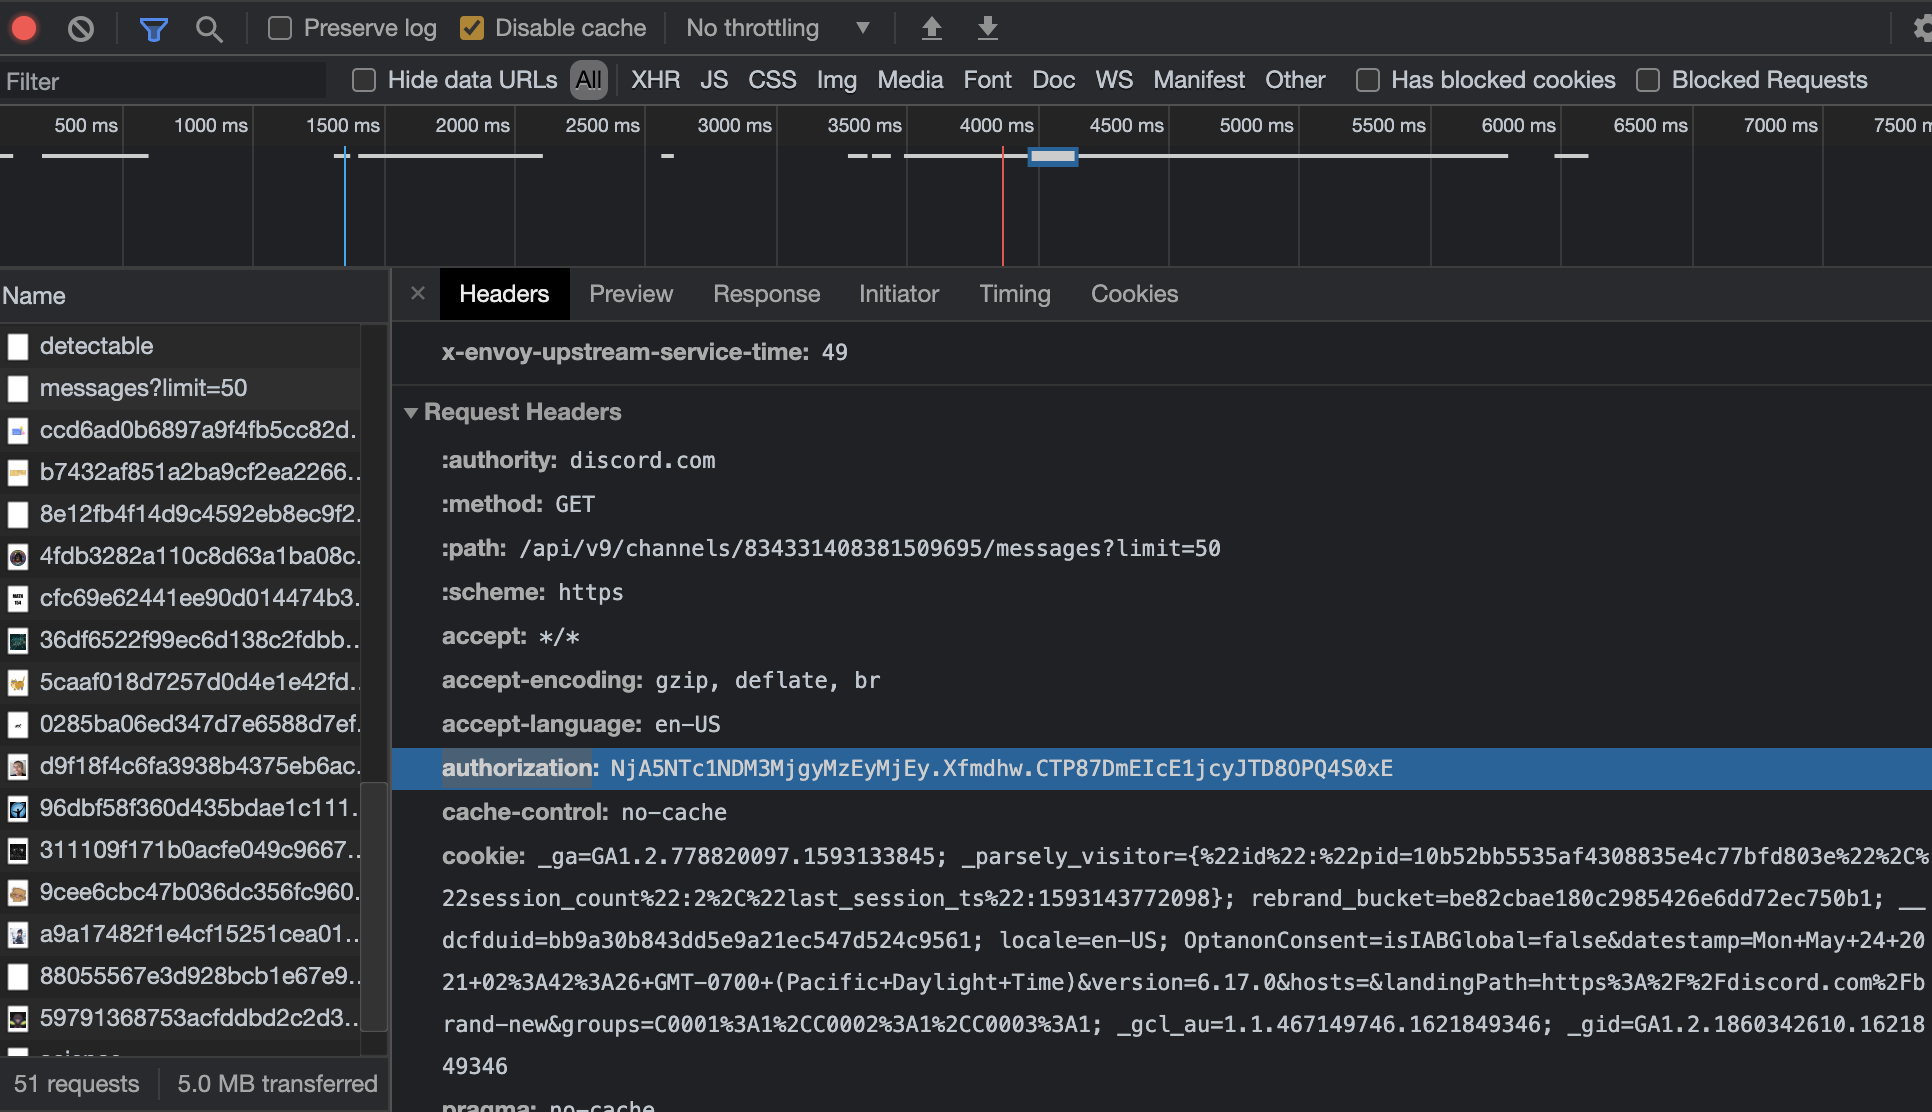 Preserve log Disable cache No throttling
Filter Hide data URLs All XHR JS CSS Img Media Font Doc WS Manifest Other Has blocked cookies Blocked Requests
500 ms 1000 ms 1500 ms 2000 ms 2500 ms 3000 ms 3500 ms 4000 ms 4500 ms 5000 ms 5500 ms 6000 ms 6500 ms 7000 ms 7500 m
Name
detectable
messages?limit=50
ccd6ad0b6897a9f4fb5cc82d.
b7432af851a2ba9cf2ea2266..
8e12fb4f14d9c4592eb8ec9f2.
4fdb3282a110c8d63a1ba08c.
cfc69e62441ee90d014474b3.
36df6522f99ec6d138c2fdbb..
5caaf018d7257d0d4e1e42fd.
0285ba06ed347d7e6588d7ef.
d9f18f4c6fa3938b4375eb6ac.
96dbf58f360d435bdae1c111.
311109f171b0acfe049c9667..
9cee6cbc47b036dc356fc960.
a9a17482f1e4cf15251cea01..
88055567e3d928bcb1e67e9..
59791368753acfddbd2c2d3..
51 requests 5.0 MB transferred
× Headers Preview Response Initiator Timing Cookies
x-envoy-upstream-service-time: 49
Request Headers
:authority: discord.com
:method: GET
:path: /api/v9/channels/834331408381509695/messages?limit=50
:scheme: https
accept: */*
accept-encoding: gzip, deflate, br
accept-language: en-US
authorization: NjA5NTc1NDM3MjgyMzEyMjEy.Xfmdhw.CTP87DmEIcE1jcyJTD8OPQ4S0xE
cache-control: no-cache
cookie: _ga=GA1.2.778820097.1593133845; _parsely_visitor={%22id%22:%22pid=10b52bb5535af4308835e4c77bfd803e%22%2C%
22session_count%22:2%2C%22last_session_ts%22:1593143772098}; rebrand_bucket=be82cbae180c2985426e6dd72ec750b1; __
dcfduid=bb9a30b843dd5e9a21ec547d524c9561; locale=en-US; OptanonConsent=isIABGlobal=false&datestamp=Mon+May+24+20
21+02%3A42%3A26+GMT-0700+(Pacific+Daylight+Time)&version=6.17.0&hosts=&landingPath=https%3A%2F%2Fdiscord.com%2Fb
rand-new&groups=C0001%3A1%2CC0002%3A1%2CC0003%3A1; _gcl_au=1.1.467149746.1621849346; _gid=GA1.2.1860342610.16218
49346
pragma: no-cache